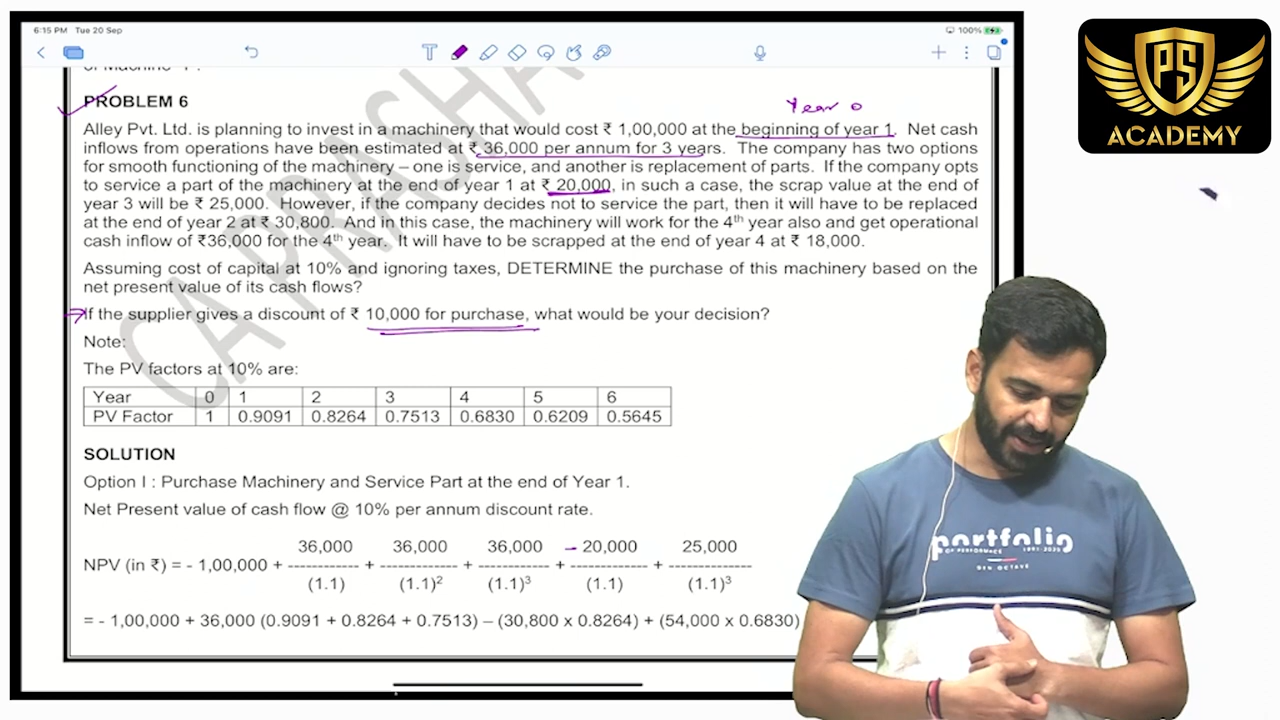 6:15 PM Tue 20 Sep
100%
PS
ACADEMY
PROBLEM 6
Year 0
Alley Pvt. Ltd. is planning to invest in a machinery that would cost ₹ 1,00,000 at the beginning of year 1. Net cash
inflows from operations have been estimated at ₹ 36,000 per annum for 3 years. The company has two options
for smooth functioning of the machinery – one is service, and another is replacement of parts. If the company opts
to service a part of the machinery at the end of year 1 at ₹ 20,000, in such a case, the scrap value at the end of
year 3 will be ₹ 25,000. However, if the company decides not to service the part, then it will have to be replaced
at the end of year 2 at ₹ 30,800. And in this case, the machinery will work for the 4th year also and get operational
cash inflow of ₹36,000 for the 4th year. It will have to be scrapped at the end of year 4 at ₹ 18,000.
Assuming cost of capital at 10% and ignoring taxes, DETERMINE the purchase of this machinery based on the
net present value of its cash flows?
If the supplier gives a discount of ₹ 10,000 for purchase, what would be your decision?
Note:
The PV factors at 10% are:
Year 0 1 2 3 4 5 6
PV Factor 1 0.9091 0.8264 0.7513 0.6830 0.6209 0.5645
SOLUTION
Option I : Purchase Machinery and Service Part at the end of Year 1.
Net Present value of cash flow @ 10% per annum discount rate.
36,000 36,000 36,000 - 20,000 25,000
NPV (in ₹) = - 1,00,000 + ------------ + ------------ + ------------ + ------------ + ---------------
(1.1) (1.1)2 (1.1)3 (1.1) (1.1)3
= - 1,00,000 + 36,000 (0.9091 + 0.8264 + 0.7513) – (30,800 x 0.8264) + (54,000 x 0.6830)
CA PRASHA
portfolio
OF PERFORMANCE